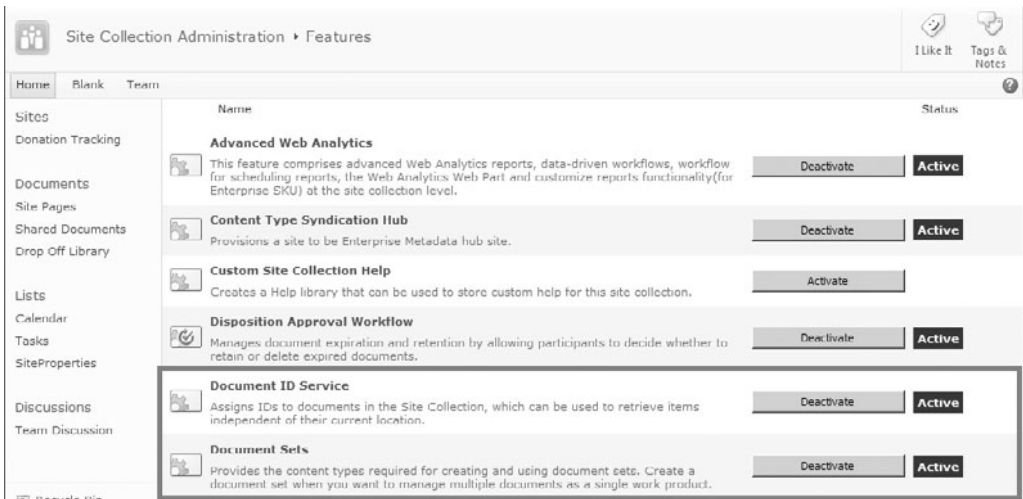 Site Collection Administration ▸ Features
I Like It
Tags &
Notes
Home Blank Team
Sites
Donation Tracking
Documents
Site Pages
Shared Documents
Drop Off Library
Lists
Calendar
Tasks
SiteProperties
Discussions
Team Discussion
Recycle Bin
Name Status
Advanced Web Analytics
This feature comprises advanced Web Analytics reports, data-driven workflows, workflow
for scheduling reports, the Web Analytics Web Part and customize reports functionality(for
Enterprise SKU) at the site collection level.
Deactivate Active
Content Type Syndication Hub
Provisions a site to be Enterprise Metadata hub site.
Deactivate Active
Custom Site Collection Help
Creates a Help library that can be used to store custom help for this site collection.
Activate
Disposition Approval Workflow
Manages document expiration and retention by allowing participants to decide whether to
retain or delete expired documents.
Deactivate Active
Document ID Service
Assigns IDs to documents in the Site Collection, which can be used to retrieve items
independent of their current location.
Deactivate Active
Document Sets
Provides the content types required for creating and using document sets. Create a
document set when you want to manage multiple documents as a single work product.
Deactivate Active